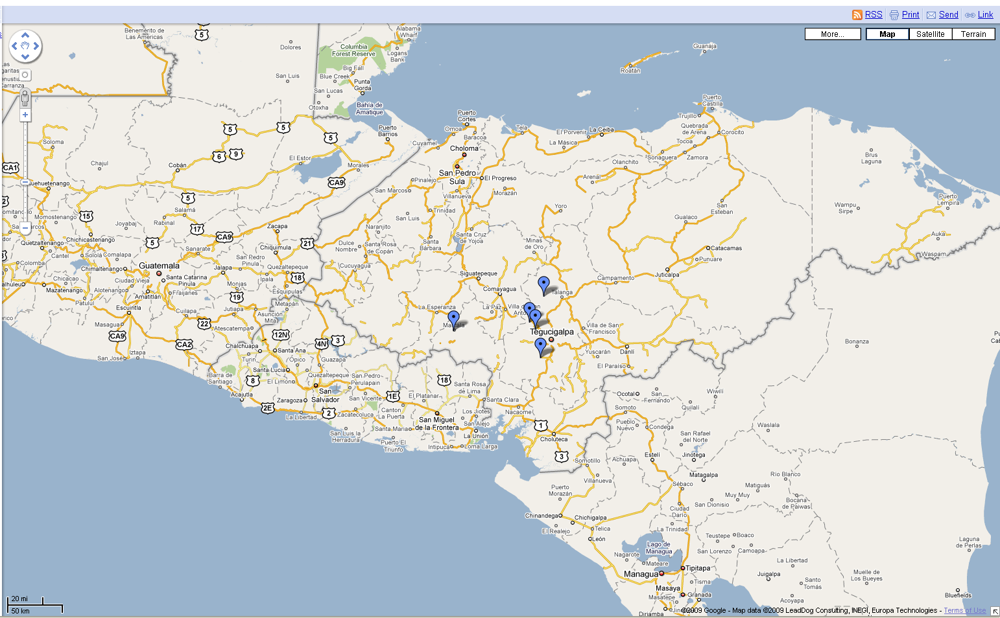 RSS
Print
Send
Link
More...
Map
Satellite
Terrain
Benemérito de
Las Americas
5
Dolores
Alabama
Wharf
Columbia
Forest Reserve
Logans
Bank
Guanaja
Roatán
Big Fall
San Luis
Blue Creek
Punta
Gorda
San Lucas
Otoxha
Bahía de
Amatique
Carranza
Puerto
Castilla
Trujillo
Puerto
Cortes
Omoa
Baracoa
Tela
El Porvenir
La Ceiba
La Másica
Quebrada
de Arena
Corocito
Tocoa
Zamora
Sonaguera
Puerto
Barrios
Cuyamel
Choloma
5
5
5
6
9
Soloma
Chajul
CA1
Cobán
El Estor
Morales
CA9
San Pedro
Sula
El Progreso
Pinalejo
San Marcos
Villanueva
Morazán
Olanchito
Arenal
Brus
Laguna
Huehuetenango
5
Salamá
Trinidad
San Luis
Yoro
San
Esteban
Wampu
Sirpe
Puerto
Lempira
Momostenango
15
Joyabaj
Rabinal
17
Zacapa
Naranjito
Gualaco
Chichicastenango
CA9
Santa Cruz
de Yojoa
Auka
Quetzaltenango
Cantel
Sololá
Comalapa
5
Sanarate
Chiquimula
21
Dulce
Nombre
Santa Rosa
de Copán
Santa
Bárbara
Minas
de Oro
Catacamas
Punuare
Waspam
Colomba
Chimaltenango
Guatemala
San Pedro
Pinula
Jalapa
Quezaltepeque
Cucuyagua
Siguatepeque
Juticalpa
Campamento
Chicacao
Ciudad Vieja
Santa Catarina
Pinula
Monjas
Ipala
18
Esquipulas
Comayagua
Talanga
Mazatenango
Alotenango
Amatitlán
Fraijanes
19
Metapán
La Esperanza
La Paz
Patulul
Escuintla
Cuilapa
Jutiapa
Asunción
Mita
Masagua
22
Atescatempa
Villa de San
Francisco
Tegucigalpa
CA9
CA2
Chalchuapa
12N
4N
3
Bonanza
San José
Iztapa
Turin
Santa Ana
Opico
Guazapa
Yuscarán
Danlí
El Paraíso
Barra de
Santiago
Santa Lucia
8
El Limono
Quezaltepeque
San Pedro
Perulapain
18
Santa Rosa
de Lima
Acajutla
Zaragoza
San
Salvador
San Vicente
1E
El Platanar
Santa Clara
Ocotal
San
Fernando
Wiwilí
2E
2
La Libertad
Zacatecoluca
Canton
La Puerta
San Miguel
de la Frontera
Los Jiotes
Nacaome
Somoto
Quilalí
San Luis la
Herradura
Santa Maria
San Alejo
La Unión
1
Choluteca
Pueblo
Nuevo
Condega
Waslala
Puerto El
Triunfo
Intipuca
Loma Larga
3
San Rafael
del Norte
Somotillo
Achuapa
Estelí
Jinotega
Villanueva
Matagalpa
Río Blanco
Puerto
Morazán
Sébaco
Matiguás
Muy Muy
San Dionisio
Bocana
de Paiwas
Chinandega
Chichigalpa
Ciudad
Darío
El Realejo
Telica
La Trinidad
León
Teustepe
Boaco
Lago de
Managua
San Lorenzo
Camoapa
Laguna
de Perlas
Nagarote
Mateare
La Libertad
Managua
Tipitapa
Juigalpa
Muelle de
Los Bueyes
Masaya
Tisma
Santo
Tomás
Masatepe
Granada
Acoyapa
Bluefields
Diriamba
20 mi
50 km
©2009 Google - Map data ©2009 LeadDog Consulting, INEGI, Europa Technologies - Terms of Use